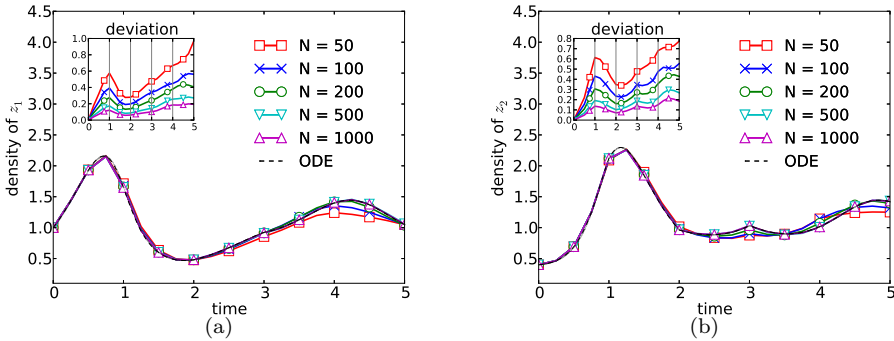 deviation
1.0
0.8
0.6
0.4
0.2
0.0
0 1 2 3 4 5
4.5
4.0
3.5
3.0
2.5
2.0
1.5
1.0
0.5
density of z₁
N = 50
N = 100
N = 200
N = 500
N = 1000
ODE
0 1 2 3 4 5
time
(a)
deviation
0.8
0.7
0.6
0.5
0.4
0.3
0.2
0.1
0.0
0 1 2 3 4 5
4.5
4.0
3.5
3.0
2.5
2.0
1.5
1.0
0.5
density of z₂
N = 50
N = 100
N = 200
N = 500
N = 1000
ODE
0 1 2 3 4 5
time
(b)